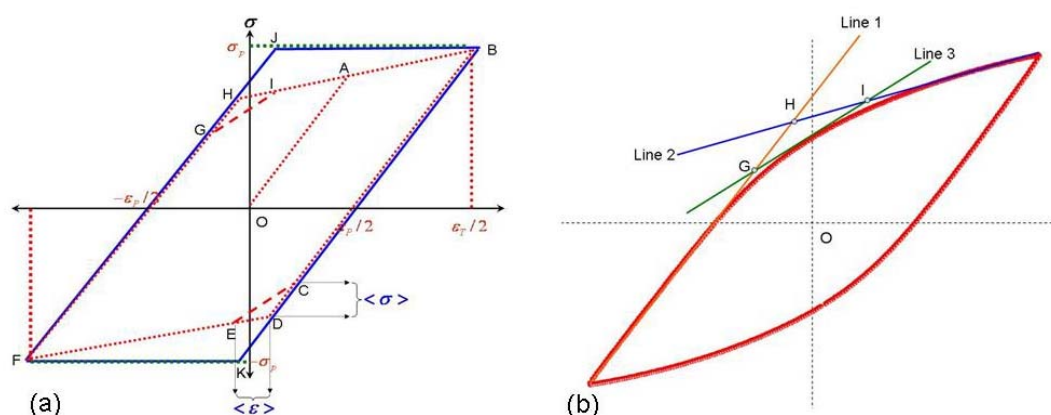 σ
σ_P
J
B
A
I
H
G
−ε_P/2
O
ε_P/2
ε_T/2
C
<σ>
E
D
F
K
−σ_P
<ε>
(a)
Line 1
Line 3
I
H
Line 2
G
O
(b)